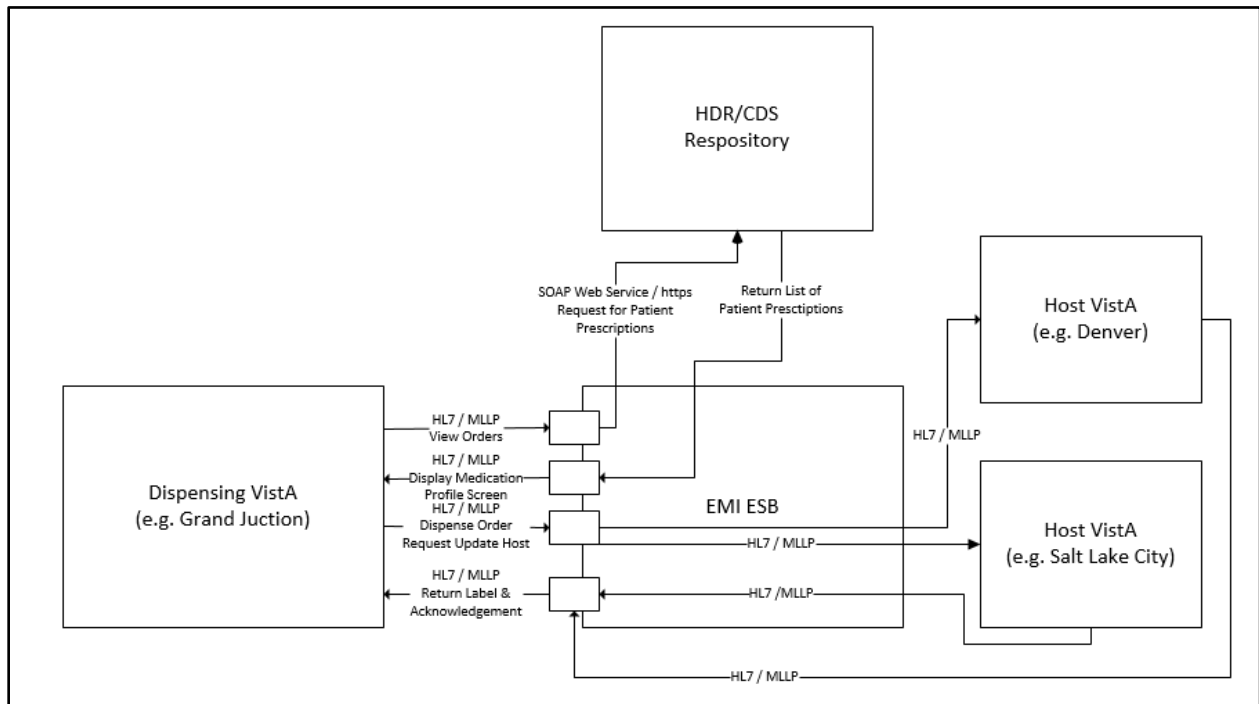 HDR/CDS
Respository
SOAP Web Service / https
Request for Patient
Prescriptions
Return List of
Patient Presctiptions
Host VistA
(e.g. Denver)
HL7 / MLLP
View Orders
HL7 / MLLP
Display Medication
Profile Screen
HL7 / MLLP
Dispense Order
Request Update Host
HL7 / MLLP
Return Label &
Acknowledgement
Dispensing VistA
(e.g. Grand Juction)
EMI ESB
HL7 / MLLP
HL7 / MLLP
Host VistA
(e.g. Salt Lake City)
HL7 /MLLP
HL7 / MLLP